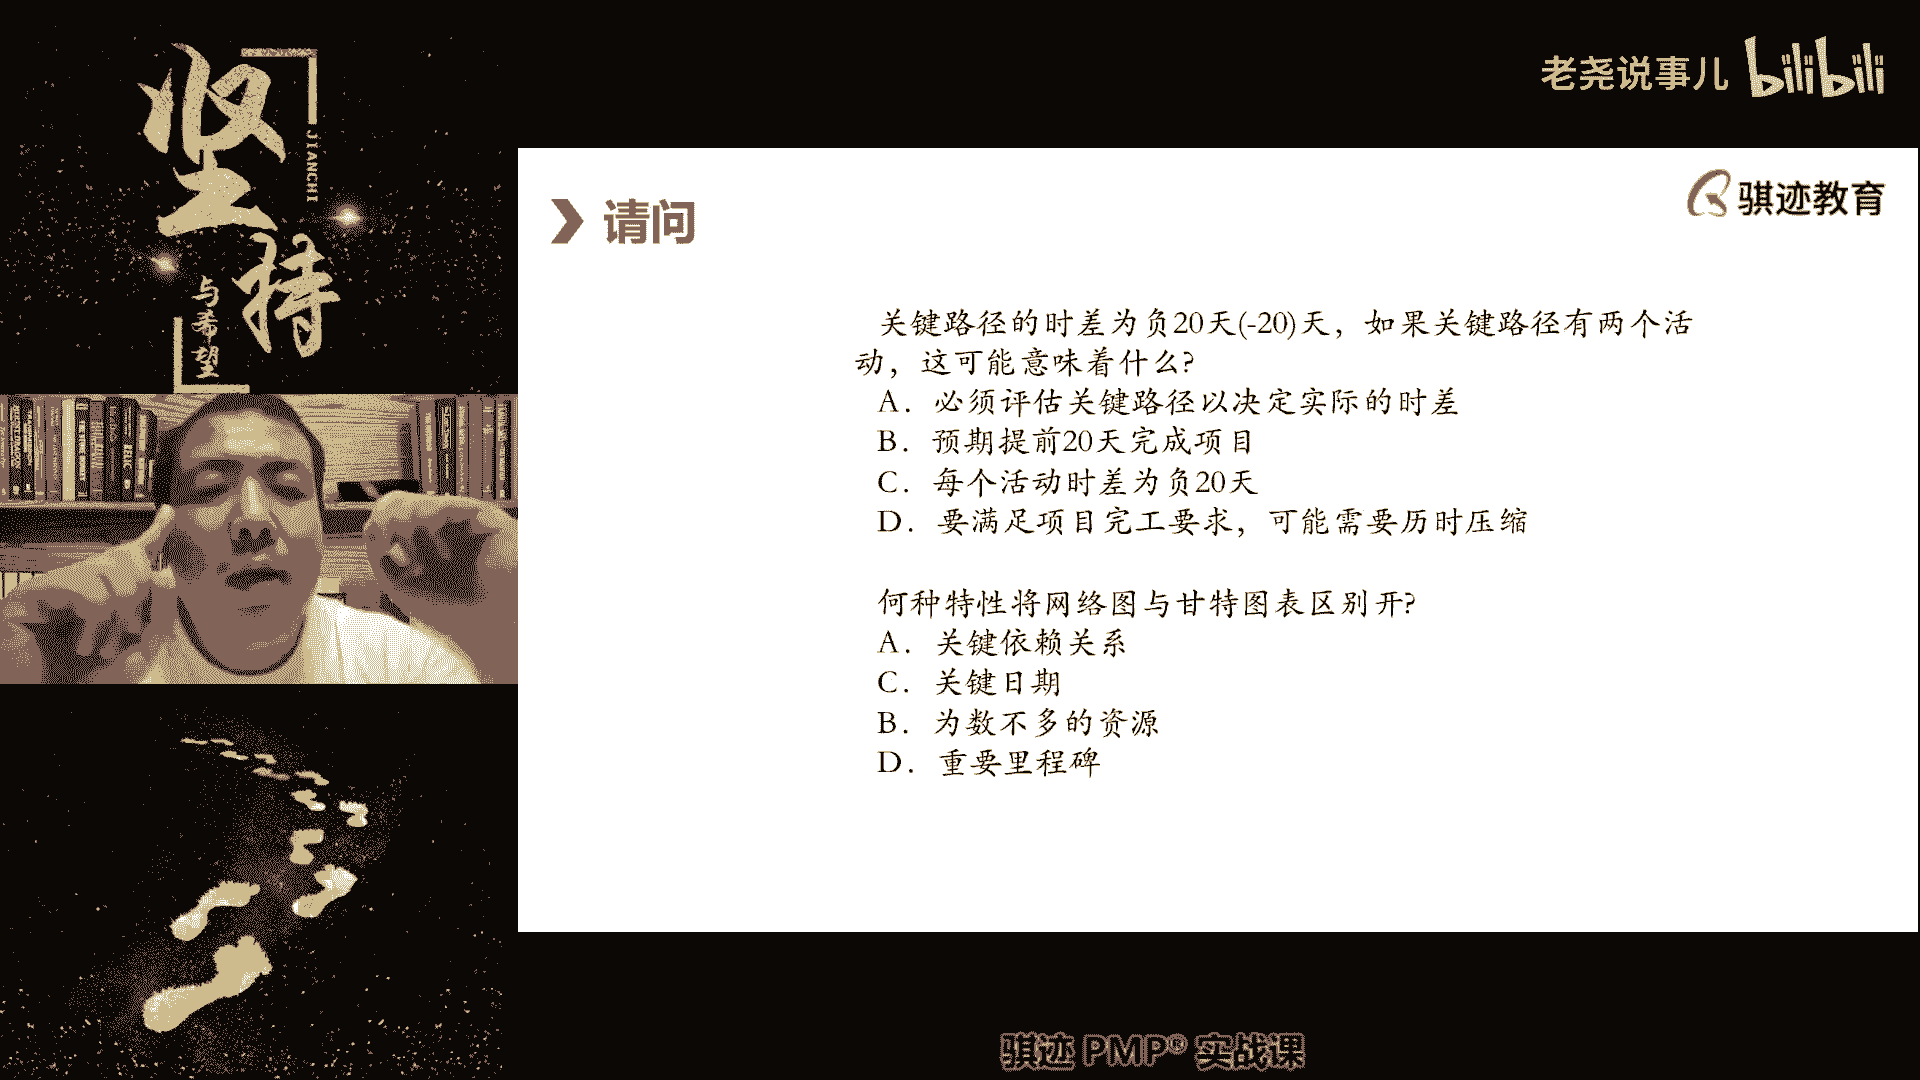 坚持
JIANCHI
与希望
老尧说事儿 bilibili
骐迹教育
请问
关键路径的时差为负20天(-20)天，如果关键路径有两个活
动，这可能意味着什么?
A．必须评估关键路径以决定实际的时差
B．预期提前20天完成项目
C．每个活动时差为负20天
D．要满足项目完工要求，可能需要历时压缩
何种特性将网络图与甘特图表区别开?
A．关键依赖关系
C．关键日期
B．为数不多的资源
D．重要里程碑
骐迹 PMP® 实战课